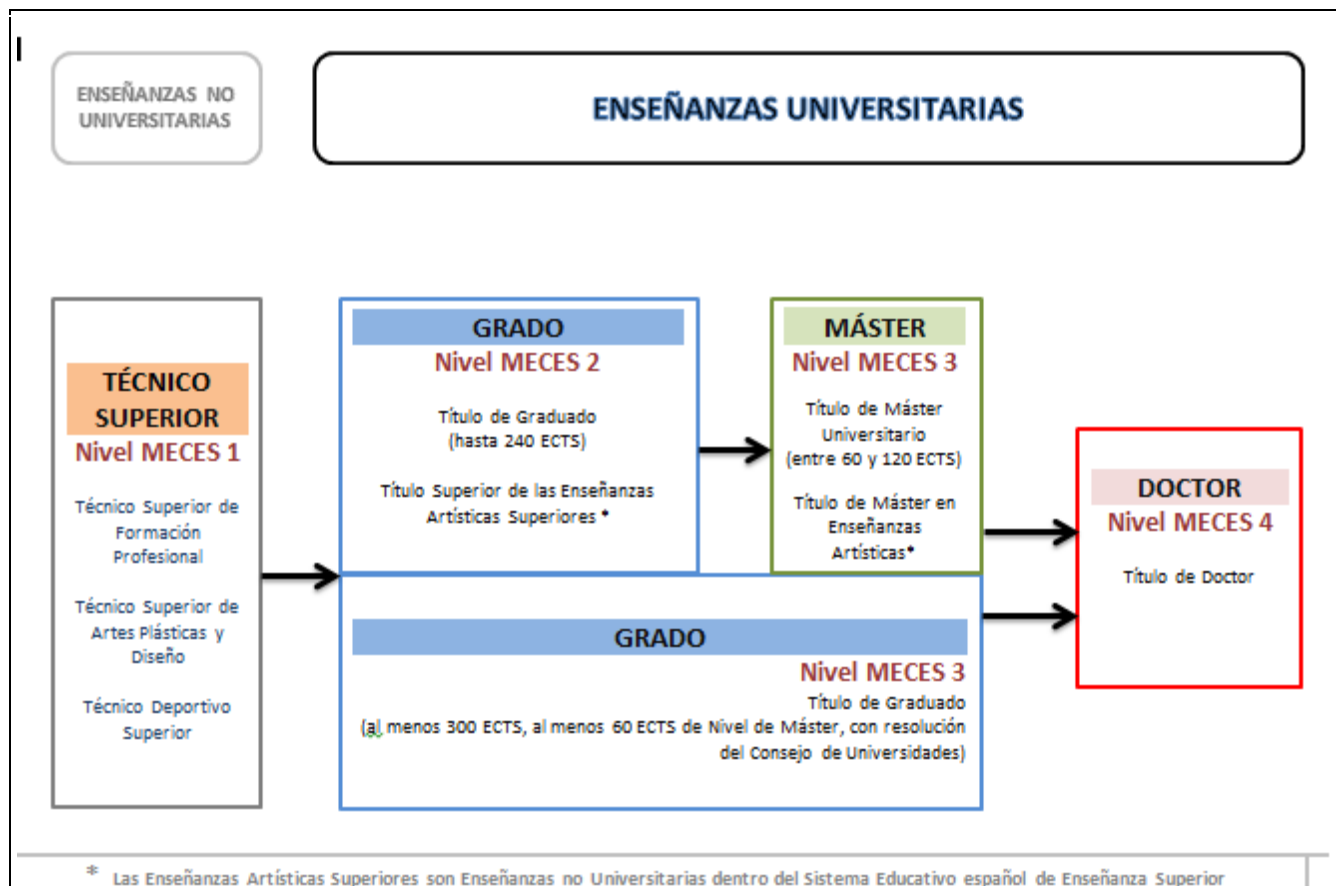 ENSEÑANZAS NO
UNIVERSITARIAS
ENSEÑANZAS UNIVERSITARIAS
TÉCNICO
SUPERIOR
Nivel MECES 1
Técnico Superior de
Formación
Profesional
Técnico Superior de
Artes Plásticas y
Diseño
Técnico Deportivo
Superior
GRADO
Nivel MECES 2
Título de Graduado
(hasta 240 ECTS)
Título Superior de las Enseñanzas
Artísticas Superiores *
MÁSTER
Nivel MECES 3
Título de Máster
Universitario
(entre 60 y 120 ECTS)
Título de Máster en
Enseñanzas
Artísticas*
GRADO
Nivel MECES 3
Título de Graduado
(al menos 300 ECTS, al menos 60 ECTS de Nivel de Máster, con resolución
del Consejo de Universidades)
DOCTOR
Nivel MECES 4
Título de Doctor
* Las Enseñanzas Artísticas Superiores son Enseñanzas no Universitarias dentro del Sistema Educativo español de Enseñanza Superior